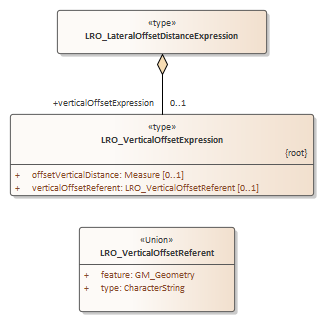 «type»
LRO_LateralOffsetDistanceExpression
+verticalOffsetExpression 0..1
«type»
LRO_VerticalOffsetExpression
{root}
+ offsetVerticalDistance: Measure [0..1]
+ verticalOffsetReferent: LRO_VerticalOffsetReferent [0..1]
«Union»
LRO_VerticalOffsetReferent
+ feature: GM_Geometry
+ type: CharacterString